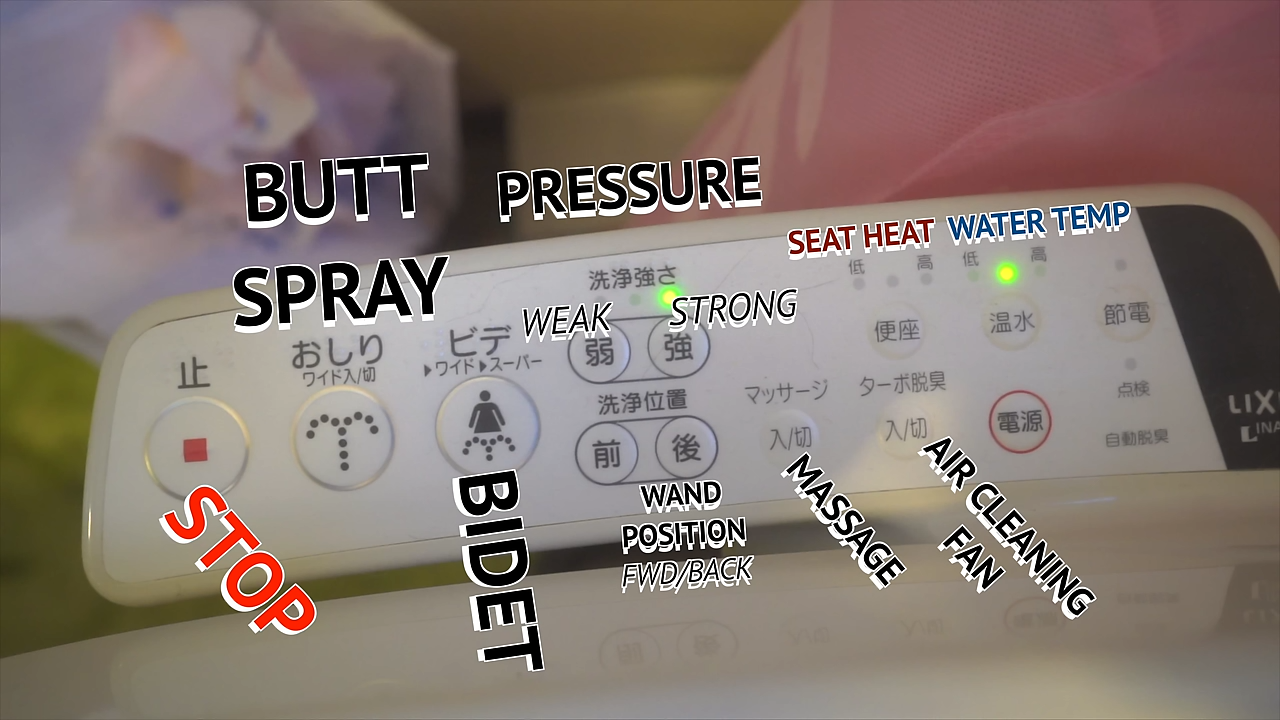 BUTT
SPRAY
PRESSURE
SEAT HEAT
WATER TEMP
洗浄強さ
WEAK
STRONG
弱
強
低
高
低
高
便座
温水
節電
止
おしり
ワイド入/切
ビデ
▶ワイド▶スーパー
洗浄位置
前
後
マッサージ
入/切
ターボ脱臭
入/切
電源
点検
自動脱臭
STOP
BIDET
WAND
POSITION
FWD/BACK
MASSAGE
AIR CLEANING
FAN